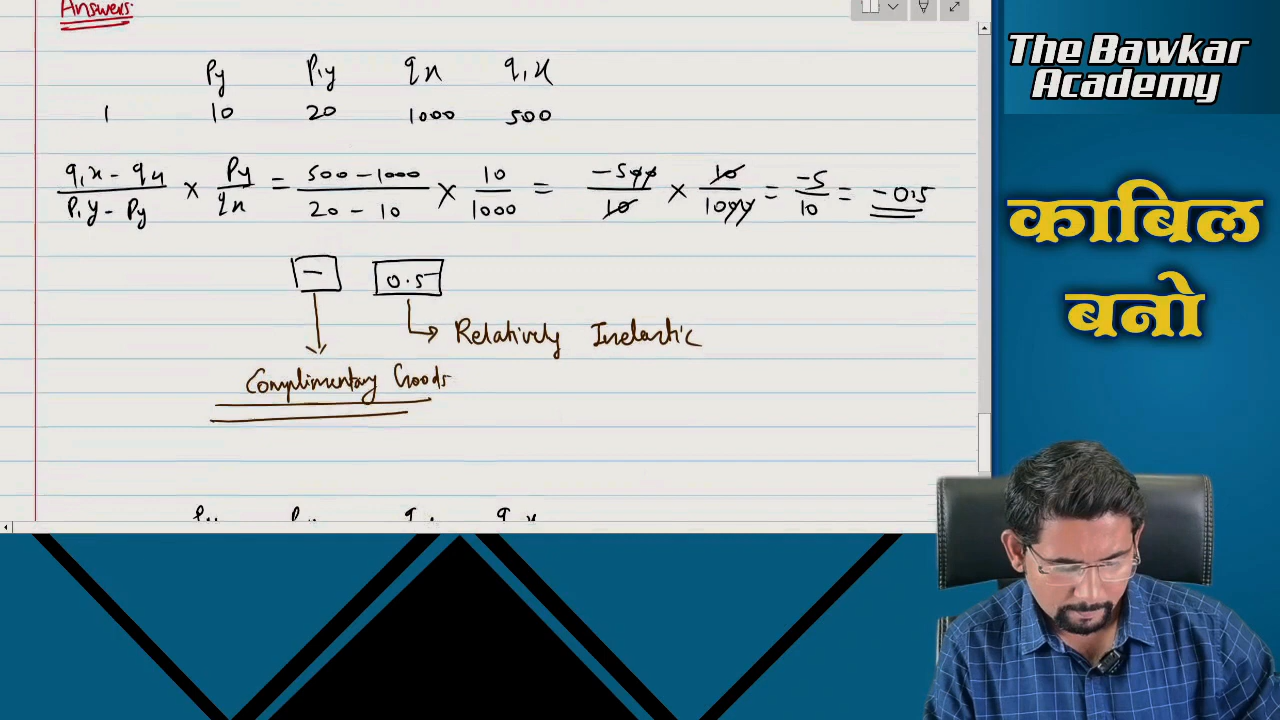 Answers
Py P₁y qx q₁x
1 10 20 1000 500
q₁x - qx / P₁y - Py × Py / qx = 500 - 1000 / 20 - 10 × 10 / 1000 = -500 / 10 × 10 / 1000 = -5 / 10 = -0.5
- 0.5
Relatively Inelastic
Complimentary Goods
The Bawkar
Academy
काबिल
बनो